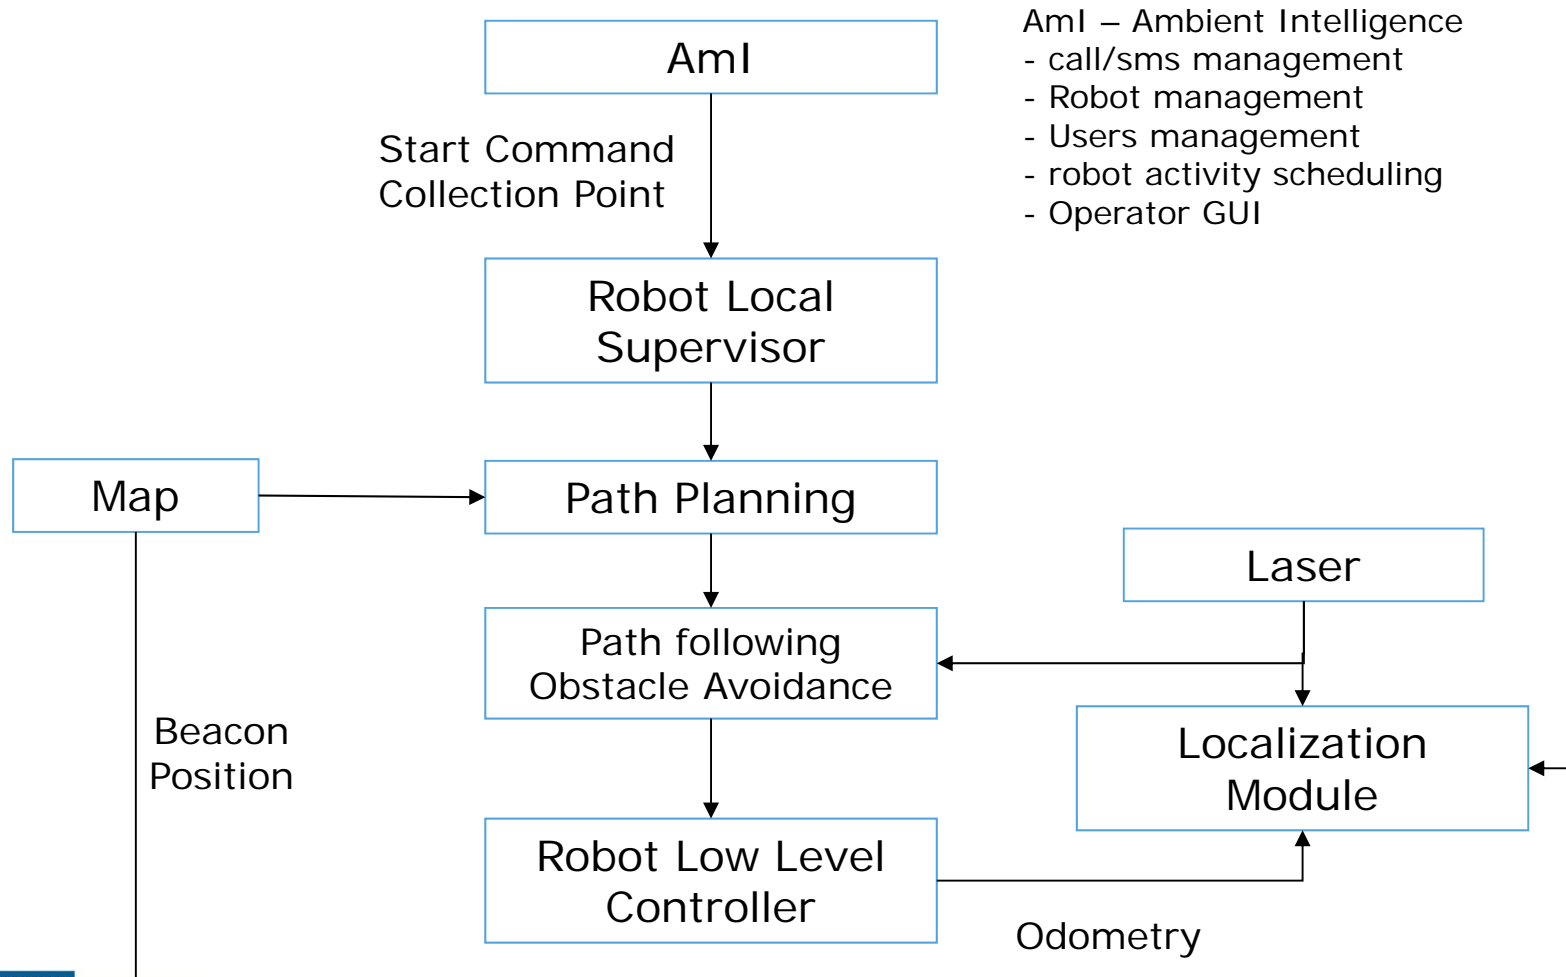 AmI
AmI – Ambient Intelligence
- call/sms management
- Robot management
- Users management
- robot activity scheduling
- Operator GUI
Start Command
Collection Point
Robot Local
Supervisor
Map
Path Planning
Laser
Path following
Obstacle Avoidance
Beacon
Position
Localization
Module
Robot Low Level
Controller
Odometry